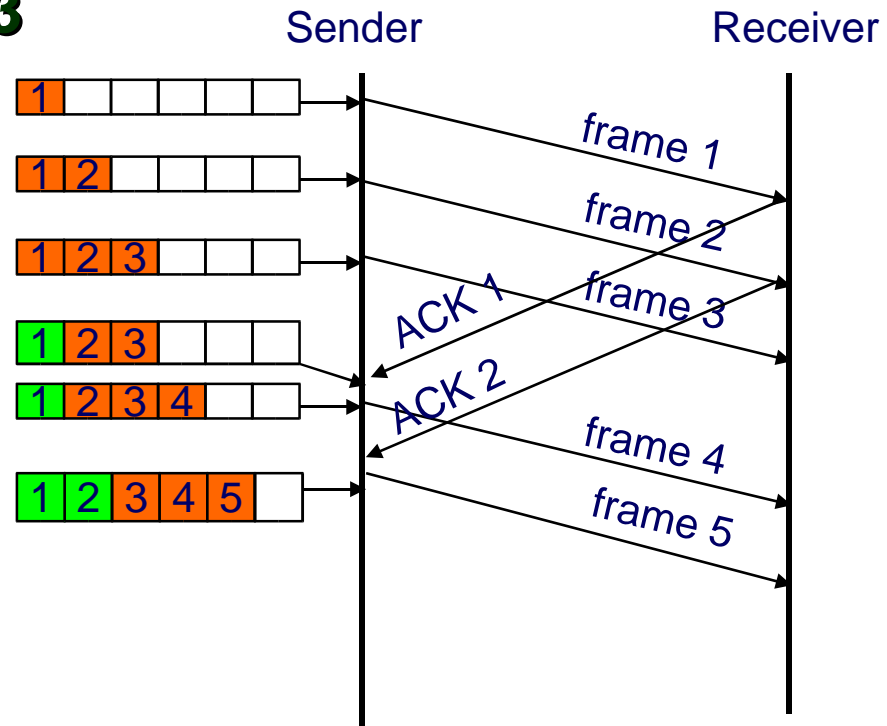 3
Sender Receiver
1
frame 1
1 2
frame 2
1 2 3
frame 3
ACK 1
1 2 3
1 2 3 4
ACK 2
frame 4
1 2 3 4 5
frame 5